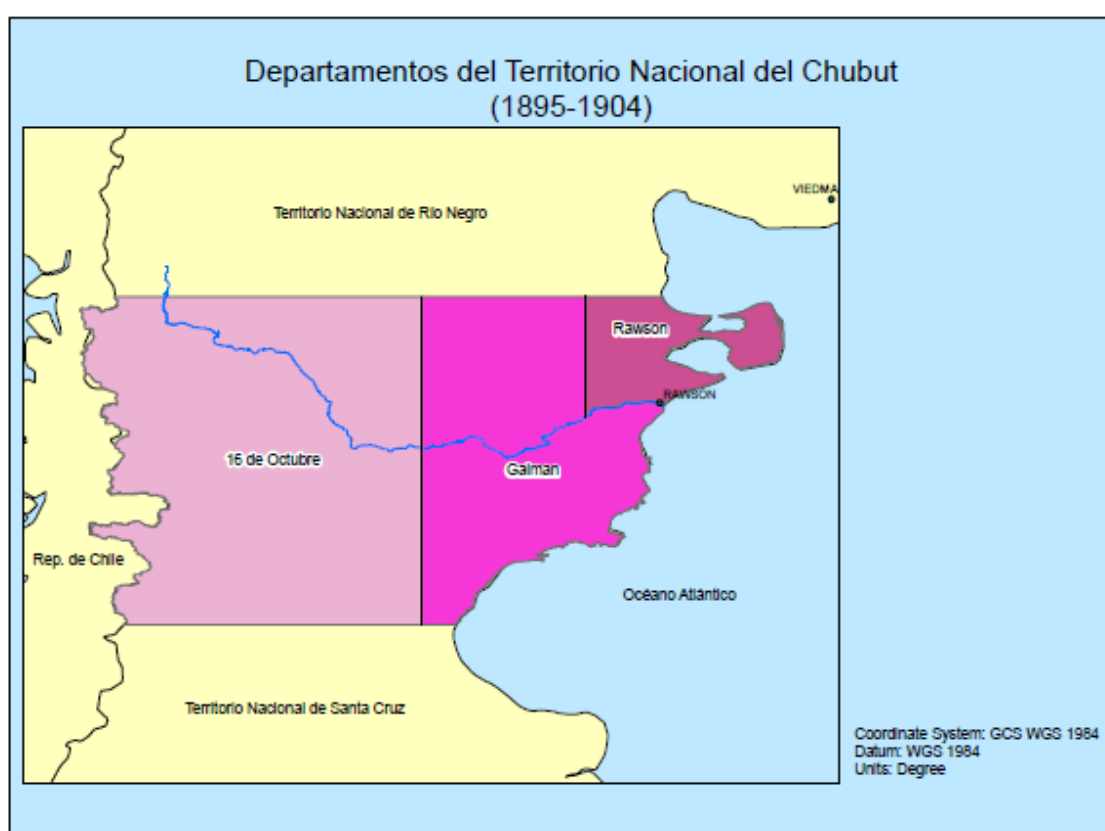 Departamentos del Territorio Nacional del Chubut
(1895-1904)
VIEDMA
Territorio Nacional de Río Negro
Rawson
RAWSON
16 de Octubre
Gaiman
Rep. de Chile
Océano Atlántico
Territorio Nacional de Santa Cruz
Coordinate System: GCS WGS 1984
Datum: WGS 1984
Units: Degree